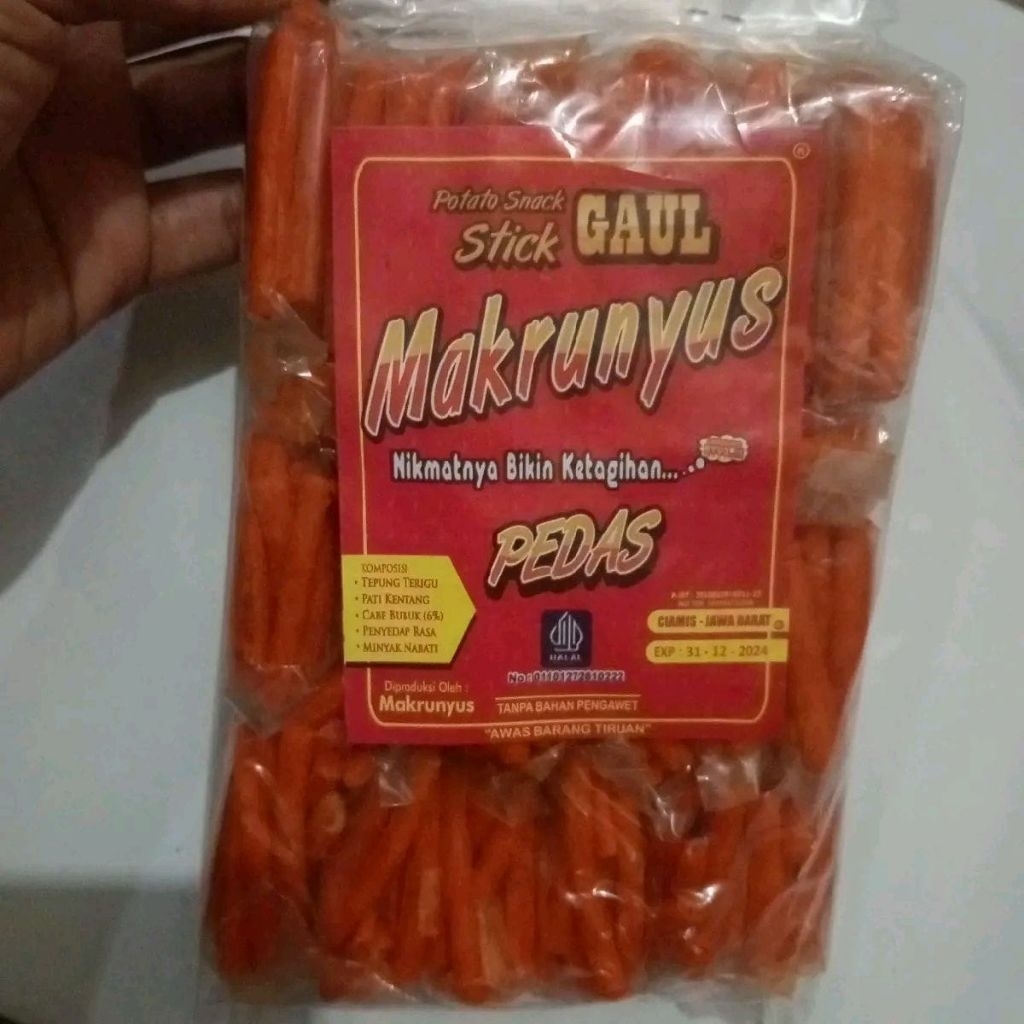 Potato Snack
Stick GAUL
Makrunyus
Nikmatnya Bikin Ketagihan......
PEDAS
KOMPOSISI
• TEPUNG TERIGU
• PATI KENTANG
• CABE BUBUK (6%)
• PENYEDAP RASA
• MINYAK NABATI
HALAL
CIAMIS - JAWA BARAT
EXP : 31 - 12 - 2024
Diproduksi Oleh :
Makrunyus
TANPA BAHAN PENGAWET
"AWAS BARANG TIRUAN"